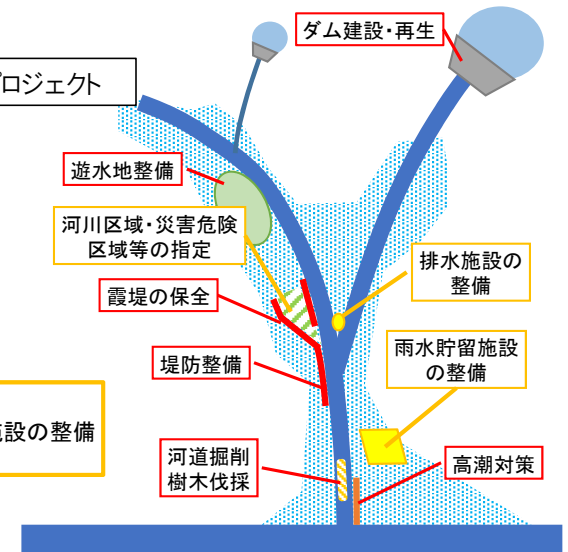 ダム建設・再生
プロジェクト
遊水地整備
河川区域・災害危険
区域等の指定
霞堤の保全
排水施設の
整備
堤防整備
雨水貯留施設
の整備
施設の整備
河道掘削
樹木伐採
高潮対策